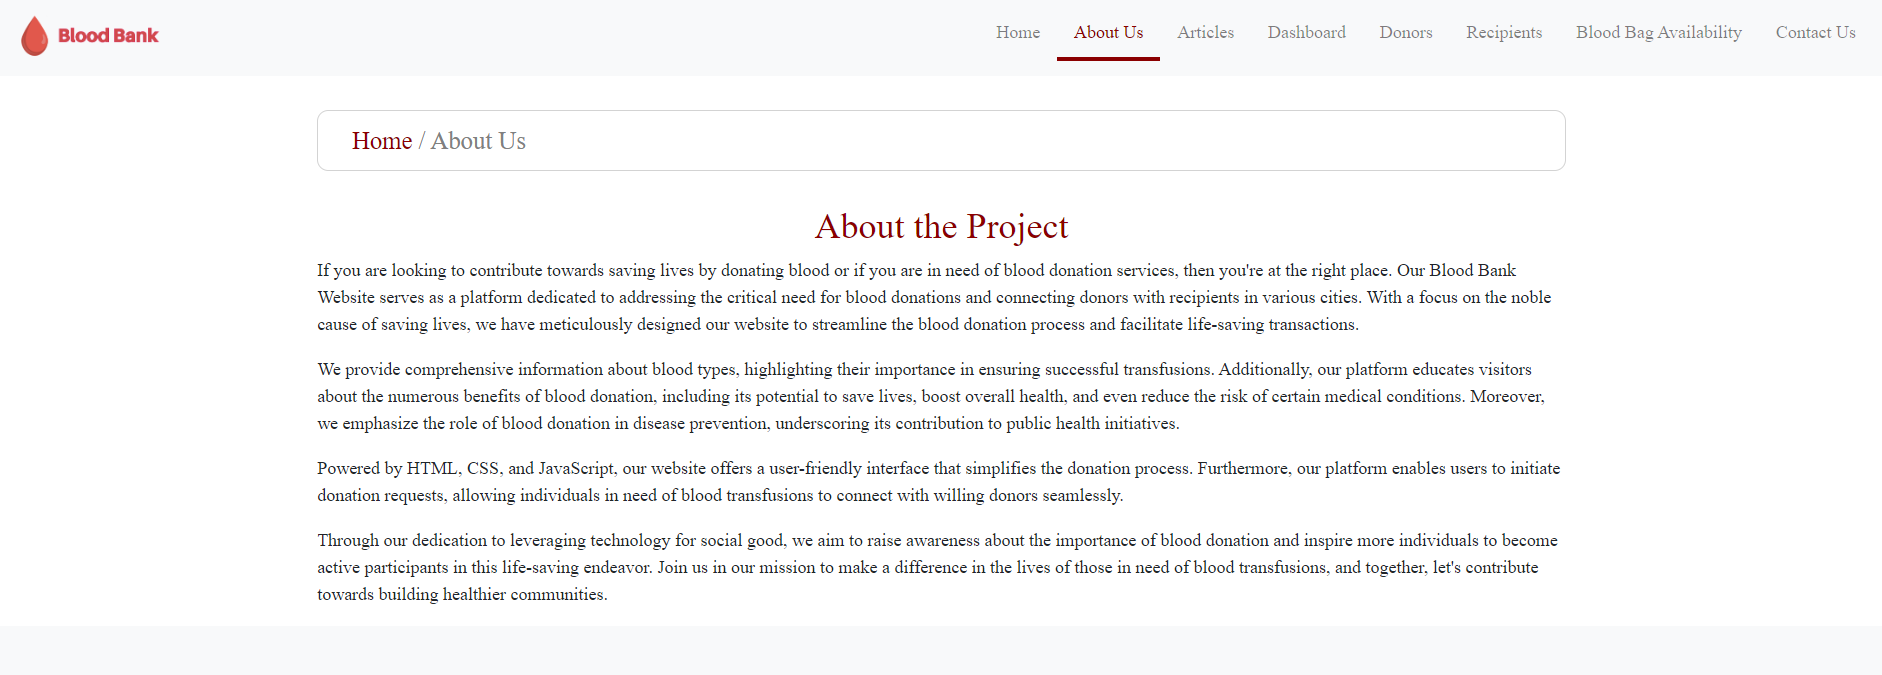 Blood Bank
Home About Us Articles Dashboard Donors Recipients Blood Bag Availability Contact Us
Home / About Us
About the Project
If you are looking to contribute towards saving lives by donating blood or if you are in need of blood donation services, then you're at the right place. Our Blood Bank
Website serves as a platform dedicated to addressing the critical need for blood donations and connecting donors with recipients in various cities. With a focus on the noble
cause of saving lives, we have meticulously designed our website to streamline the blood donation process and facilitate life-saving transactions.
We provide comprehensive information about blood types, highlighting their importance in ensuring successful transfusions. Additionally, our platform educates visitors
about the numerous benefits of blood donation, including its potential to save lives, boost overall health, and even reduce the risk of certain medical conditions. Moreover,
we emphasize the role of blood donation in disease prevention, underscoring its contribution to public health initiatives.
Powered by HTML, CSS, and JavaScript, our website offers a user-friendly interface that simplifies the donation process. Furthermore, our platform enables users to initiate
donation requests, allowing individuals in need of blood transfusions to connect with willing donors seamlessly.
Through our dedication to leveraging technology for social good, we aim to raise awareness about the importance of blood donation and inspire more individuals to become
active participants in this life-saving endeavor. Join us in our mission to make a difference in the lives of those in need of blood transfusions, and together, let's contribute
towards building healthier communities.